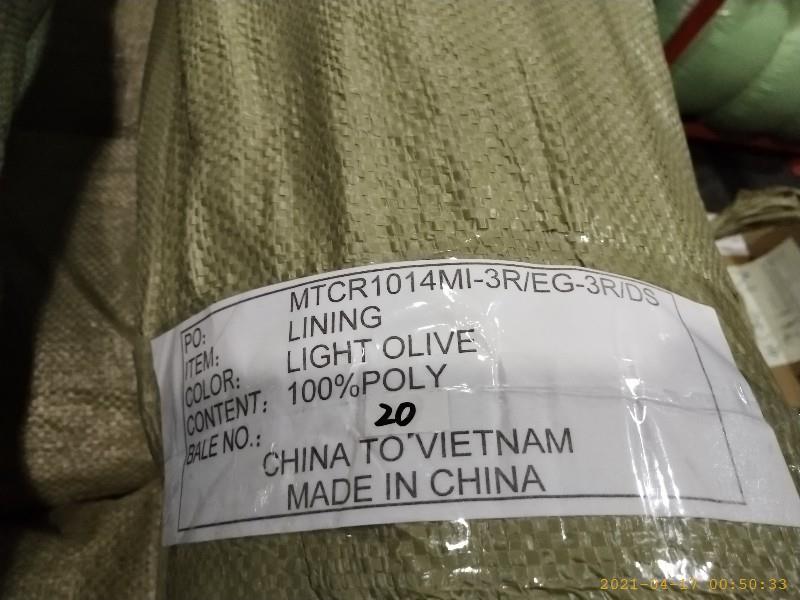 PO: MTCR1014MI-3R/EG-3R/DS
ITEM: LINING
COLOR: LIGHT OLIVE
CONTENT: 100%POLY
BALE NO.: 20
CHINA TO VIETNAM
MADE IN CHINA
2021-04-17 00:50:33